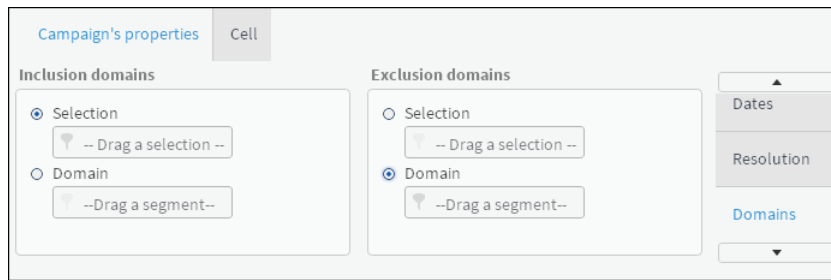 Campaign's properties
Cell
Inclusion domains
Selection
-- Drag a selection --
Domain
--Drag a segment--
Exclusion domains
Selection
-- Drag a selection --
Domain
--Drag a segment--
Dates
Resolution
Domains